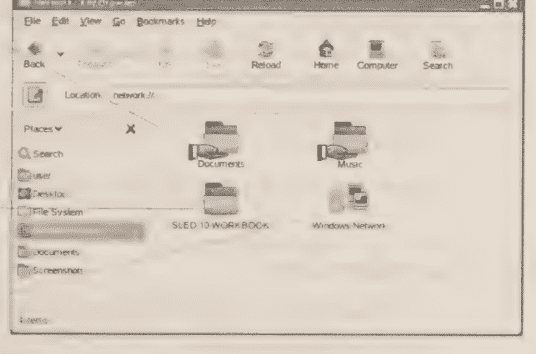 File Edit View Go Bookmarks Help
Back Reload Home Computer Search
Location: network://
Places
Search
user
Desktop
File System
Documents
Screenshot
Documents Music
SLED 10 WORKBOOK Windows Network